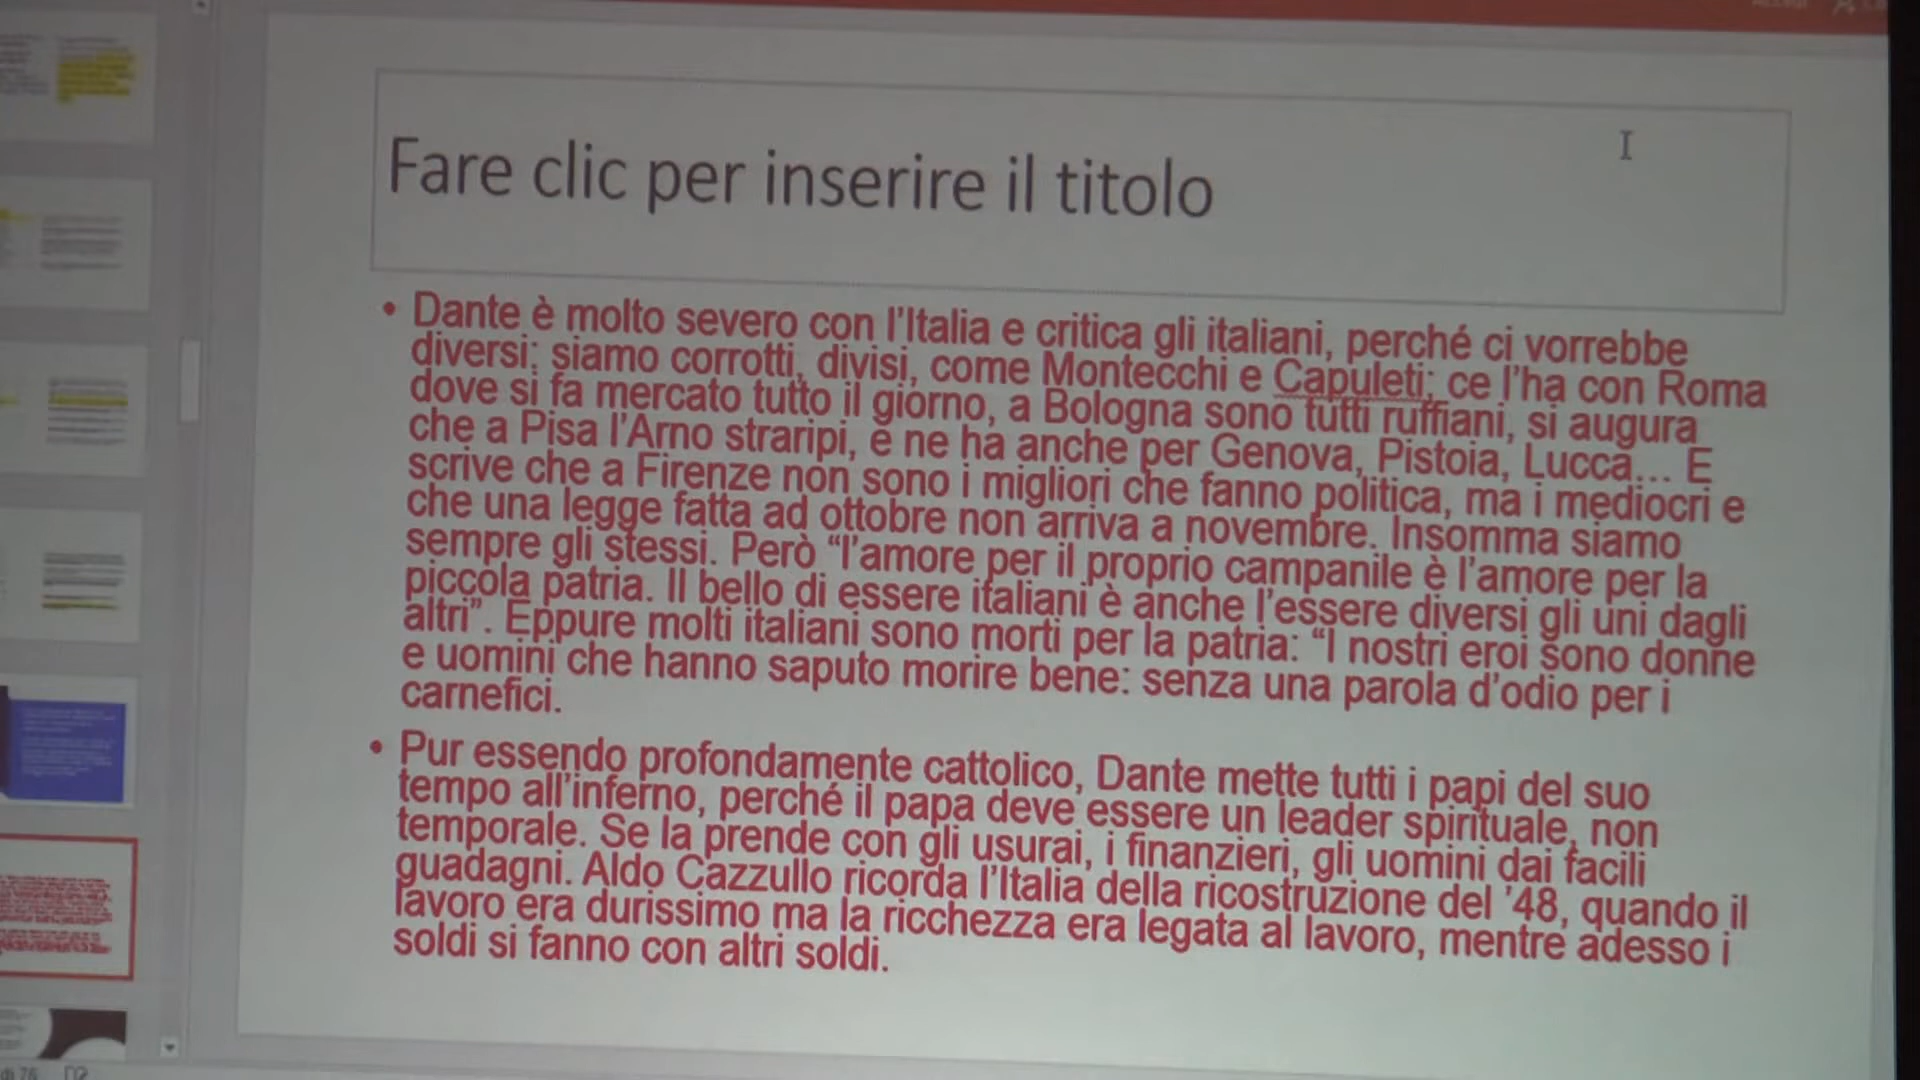 Fare clic per inserire il titolo
• Dante è molto severo con l'Italia e critica gli italiani, perché ci vorrebbe
diversi: siamo corrotti, divisi, come Montecchi e Capuleti; ce l'ha con Roma
dove si fa mercato tutto il giorno, a Bologna sono tutti ruffiani, si augura
che a Pisa l'Arno straripi, e ne ha anche per Genova, Pistoia, Lucca… E
scrive che a Firenze non sono i migliori che fanno politica, ma i mediocri e
che una legge fatta ad ottobre non arriva a novembre. Insomma siamo
sempre gli stessi. Però “l'amore per il proprio campanile è l'amore per la
piccola patria. Il bello di essere italiani è anche l'essere diversi gli uni dagli
altri”. Eppure molti italiani sono morti per la patria: “I nostri eroi sono donne
e uomini che hanno saputo morire bene: senza una parola d'odio per i
carnefici.
• Pur essendo profondamente cattolico, Dante mette tutti i papi del suo
tempo all'inferno, perché il papa deve essere un leader spirituale, non
temporale. Se la prende con gli usurai, i finanzieri, gli uomini dai facili
guadagni. Aldo Cazzullo ricorda l'Italia della ricostruzione del '48, quando il
lavoro era durissimo ma la ricchezza era legata al lavoro, mentre adesso i
soldi si fanno con altri soldi.
di 76